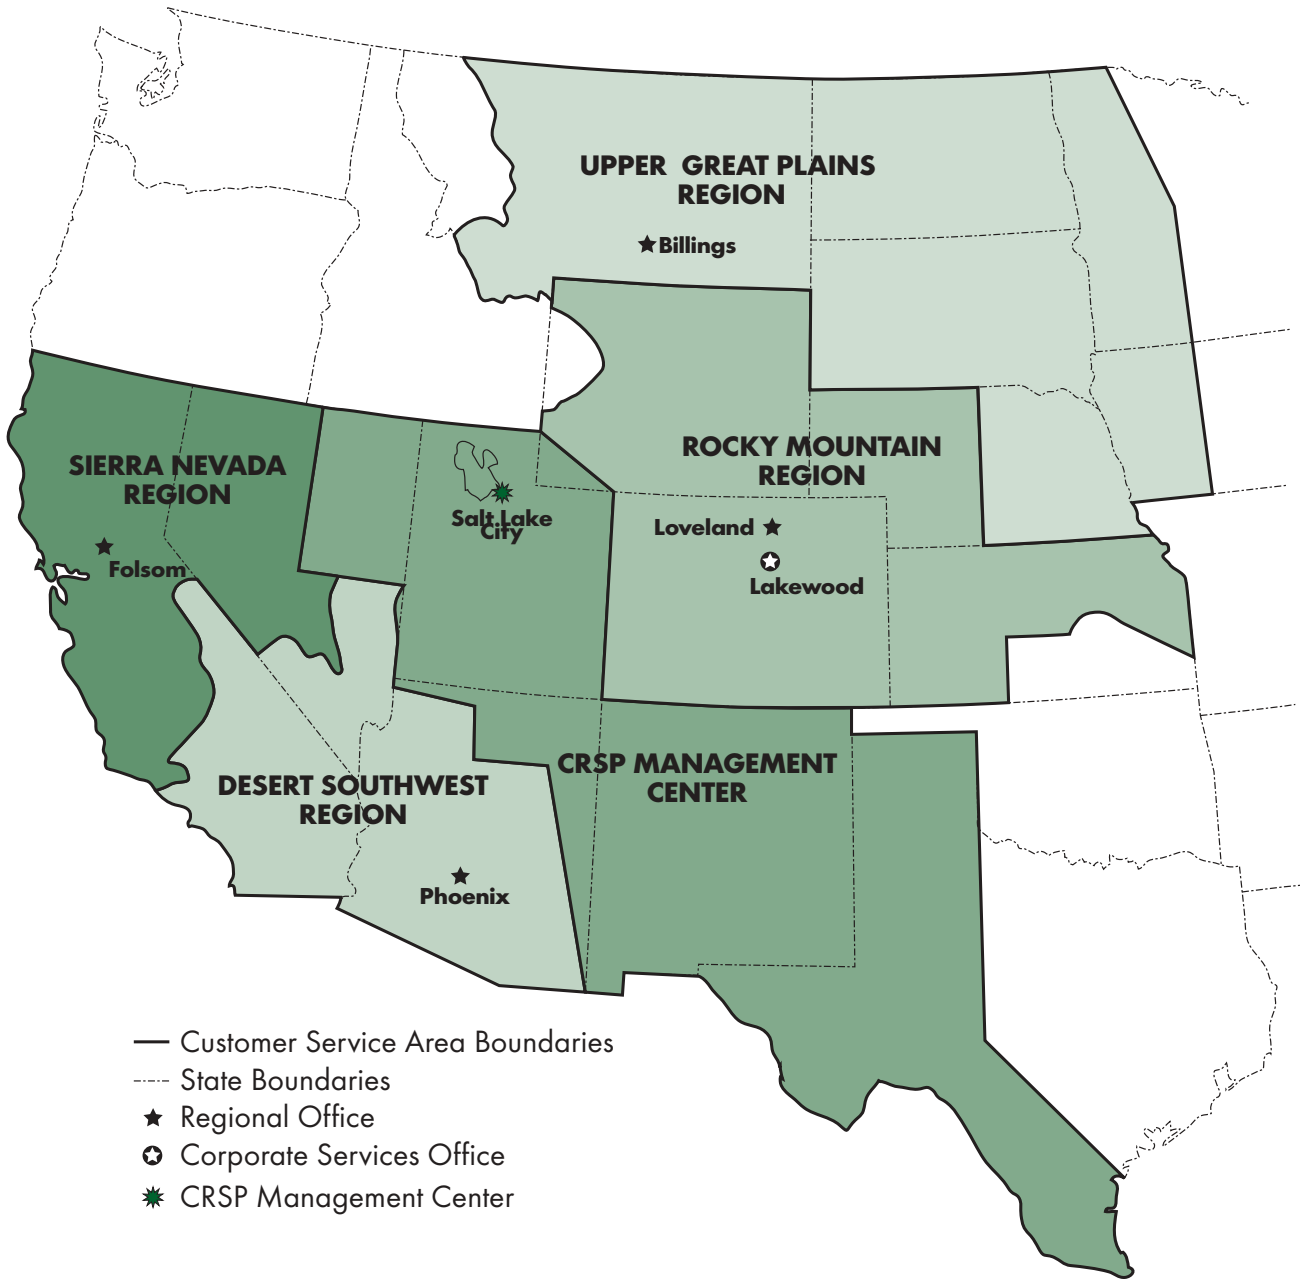 UPPER GREAT PLAINS
REGION
Billings
ROCKY MOUNTAIN
REGION
SIERRA NEVADA
REGION
Salt Lake
City
Loveland
Folsom
Lakewood
CRSP MANAGEMENT
CENTER
DESERT SOUTHWEST
REGION
Phoenix
Customer Service Area Boundaries
State Boundaries
Regional Office
Corporate Services Office
CRSP Management Center